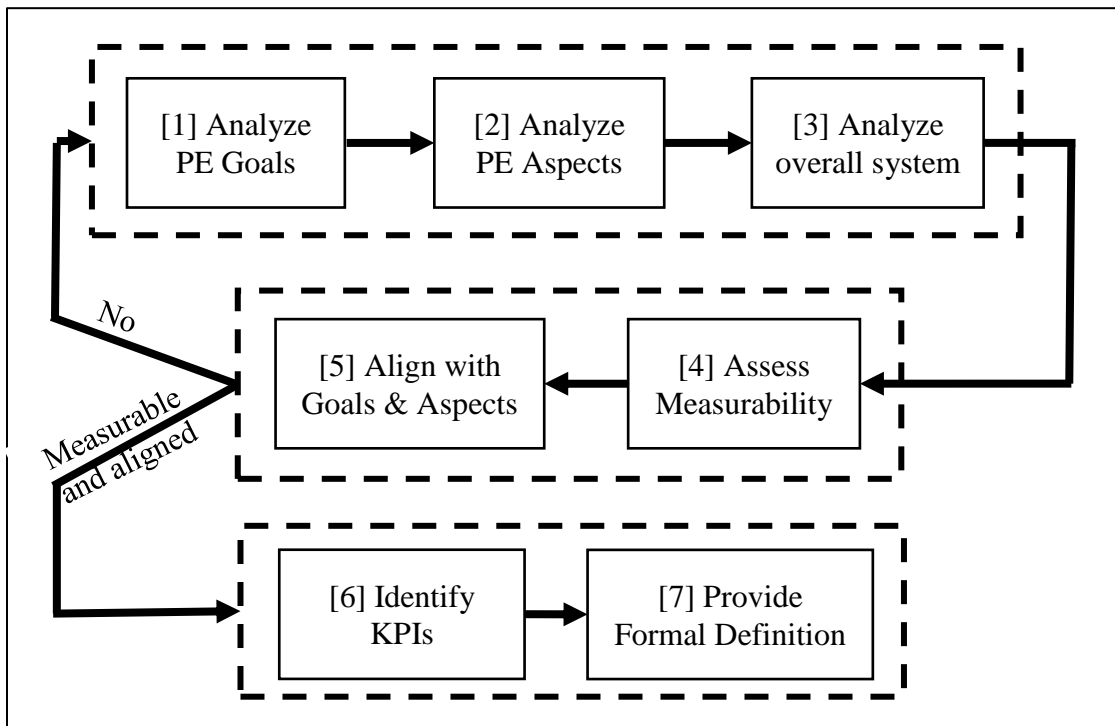 [1] Analyze
PE Goals
[2] Analyze
PE Aspects
[3] Analyze
overall system
No
[5] Align with
Goals & Aspects
[4] Assess
Measurability
Measurable
and aligned
[6] Identify
KPIs
[7] Provide
Formal Definition